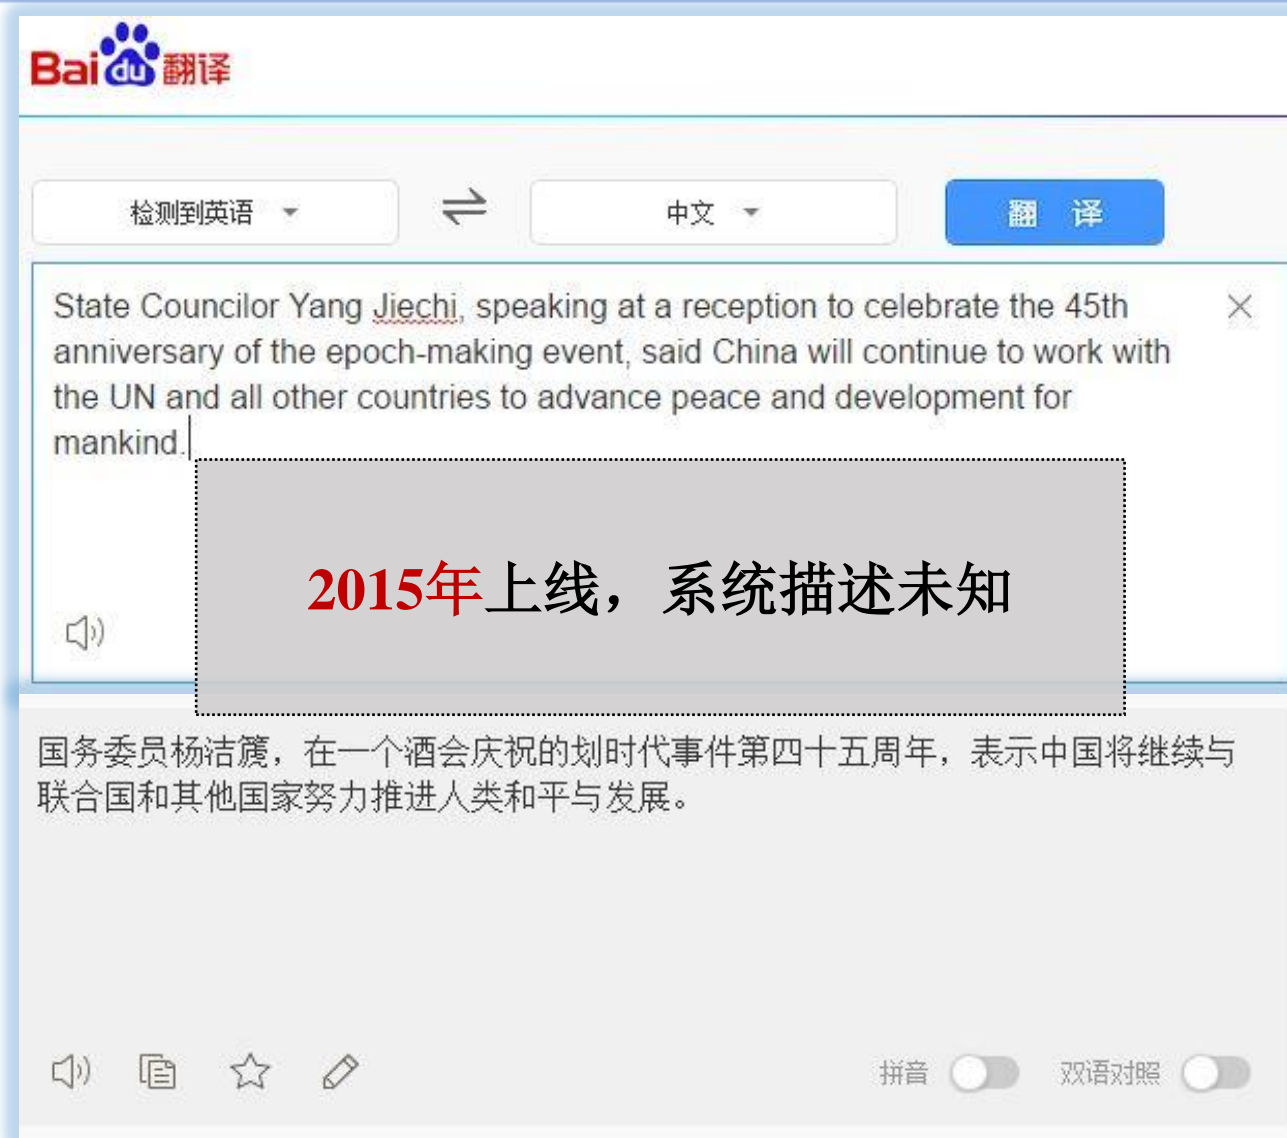 Baidu翻译
检测到英语 中文 翻 译
State Councilor Yang Jiechi, speaking at a reception to celebrate the 45th
anniversary of the epoch-making event, said China will continue to work with
the UN and all other countries to advance peace and development for
mankind.
2015年上线，系统描述未知
国务委员杨洁篪，在一个酒会庆祝的划时代事件第四十五周年，表示中国将继续与
联合国和其他国家努力推进人类和平与发展。
拼音 双语对照